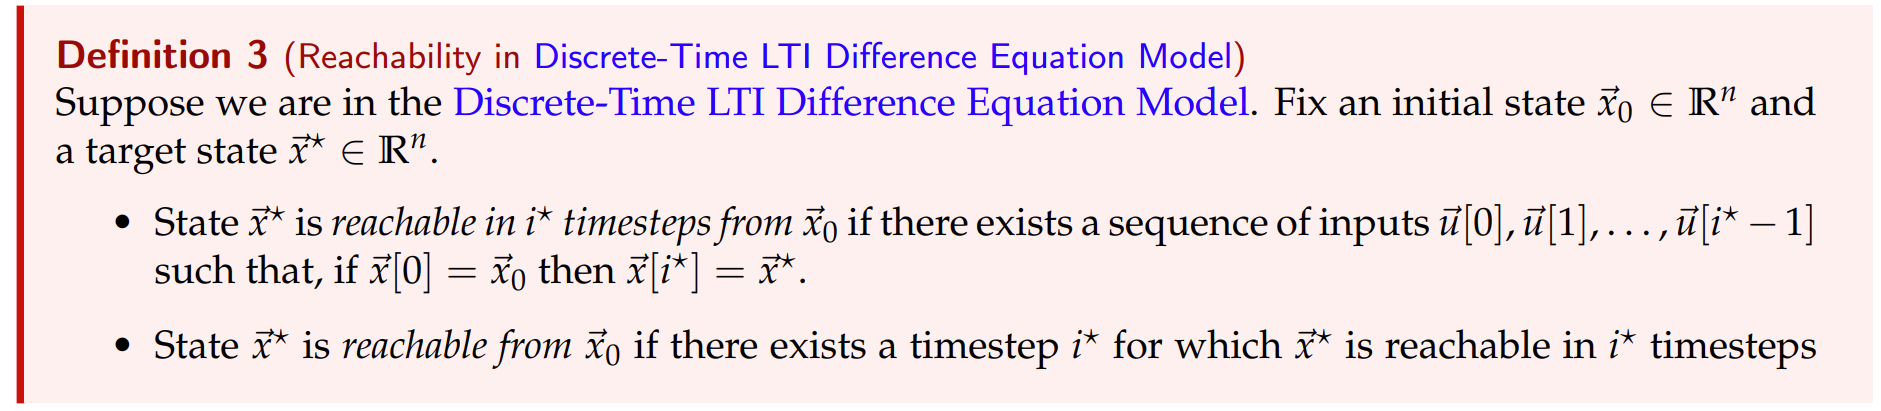 Definition 3 (Reachability in Discrete-Time LTI Difference Equation Model)
Suppose we are in the Discrete-Time LTI Difference Equation Model. Fix an initial state $\vec{x}_0 \in \mathbb{R}^n$ and
a target state $\vec{x}^\star \in \mathbb{R}^n$.
• State $\vec{x}^\star$ is reachable in $i^\star$ timesteps from $\vec{x}_0$ if there exists a sequence of inputs $\vec{u}[0], \vec{u}[1], \ldots, \vec{u}[i^\star - 1]$
such that, if $\vec{x}[0] = \vec{x}_0$ then $\vec{x}[i^\star] = \vec{x}^\star$.
• State $\vec{x}^\star$ is reachable from $\vec{x}_0$ if there exists a timestep $i^\star$ for which $\vec{x}^\star$ is reachable in $i^\star$ timesteps